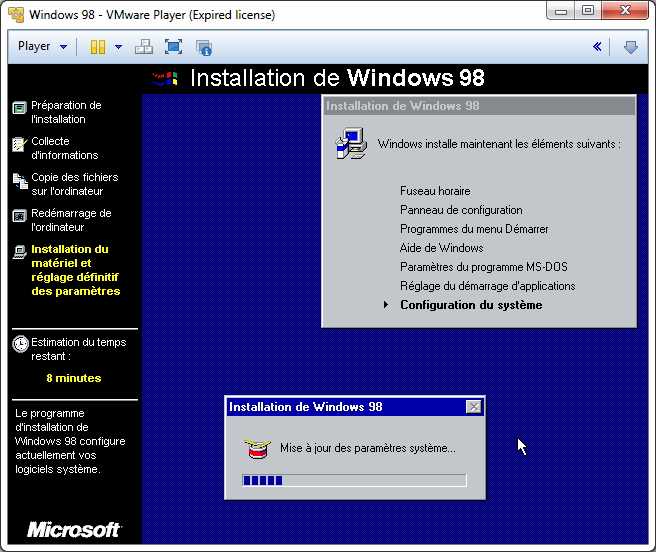 Windows 98 - VMware Player (Expired license)
Player
Installation de Windows 98
Préparation de
l'installation
Collecte
d'informations
Copie des fichiers
sur l'ordinateur
Redémarrage de
l'ordinateur
Installation du
matériel et
réglage définitif
des paramètres
Estimation du temps
restant :
8 minutes
Le programme
d'installation de
Windows 98 configure
actuellement vos
logiciels système.
Microsoft
Installation de Windows 98
Windows installe maintenant les éléments suivants :
Fuseau horaire
Panneau de configuration
Programmes du menu Démarrer
Aide de Windows
Paramètres du programme MS-DOS
Réglage du démarrage d'applications
Configuration du système
Installation de Windows 98
Mise à jour des paramètres système...